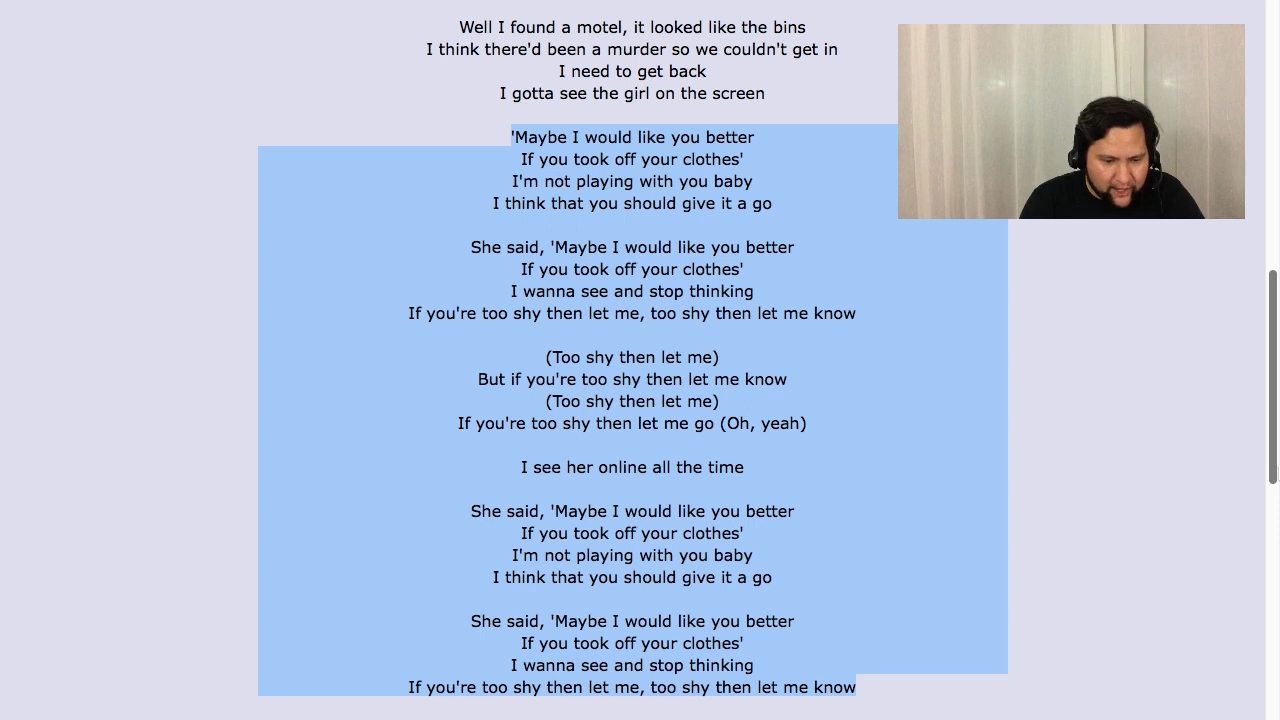 Well I found a motel, it looked like the bins
I think there'd been a murder so we couldn't get in
I need to get back
I gotta see the girl on the screen
'Maybe I would like you better
If you took off your clothes'
I'm not playing with you baby
I think that you should give it a go
She said, 'Maybe I would like you better
If you took off your clothes'
I wanna see and stop thinking
If you're too shy then let me, too shy then let me know
(Too shy then let me)
But if you're too shy then let me know
(Too shy then let me)
If you're too shy then let me go (Oh, yeah)
I see her online all the time
She said, 'Maybe I would like you better
If you took off your clothes'
I'm not playing with you baby
I think that you should give it a go
She said, 'Maybe I would like you better
If you took off your clothes'
I wanna see and stop thinking
If you're too shy then let me, too shy then let me know